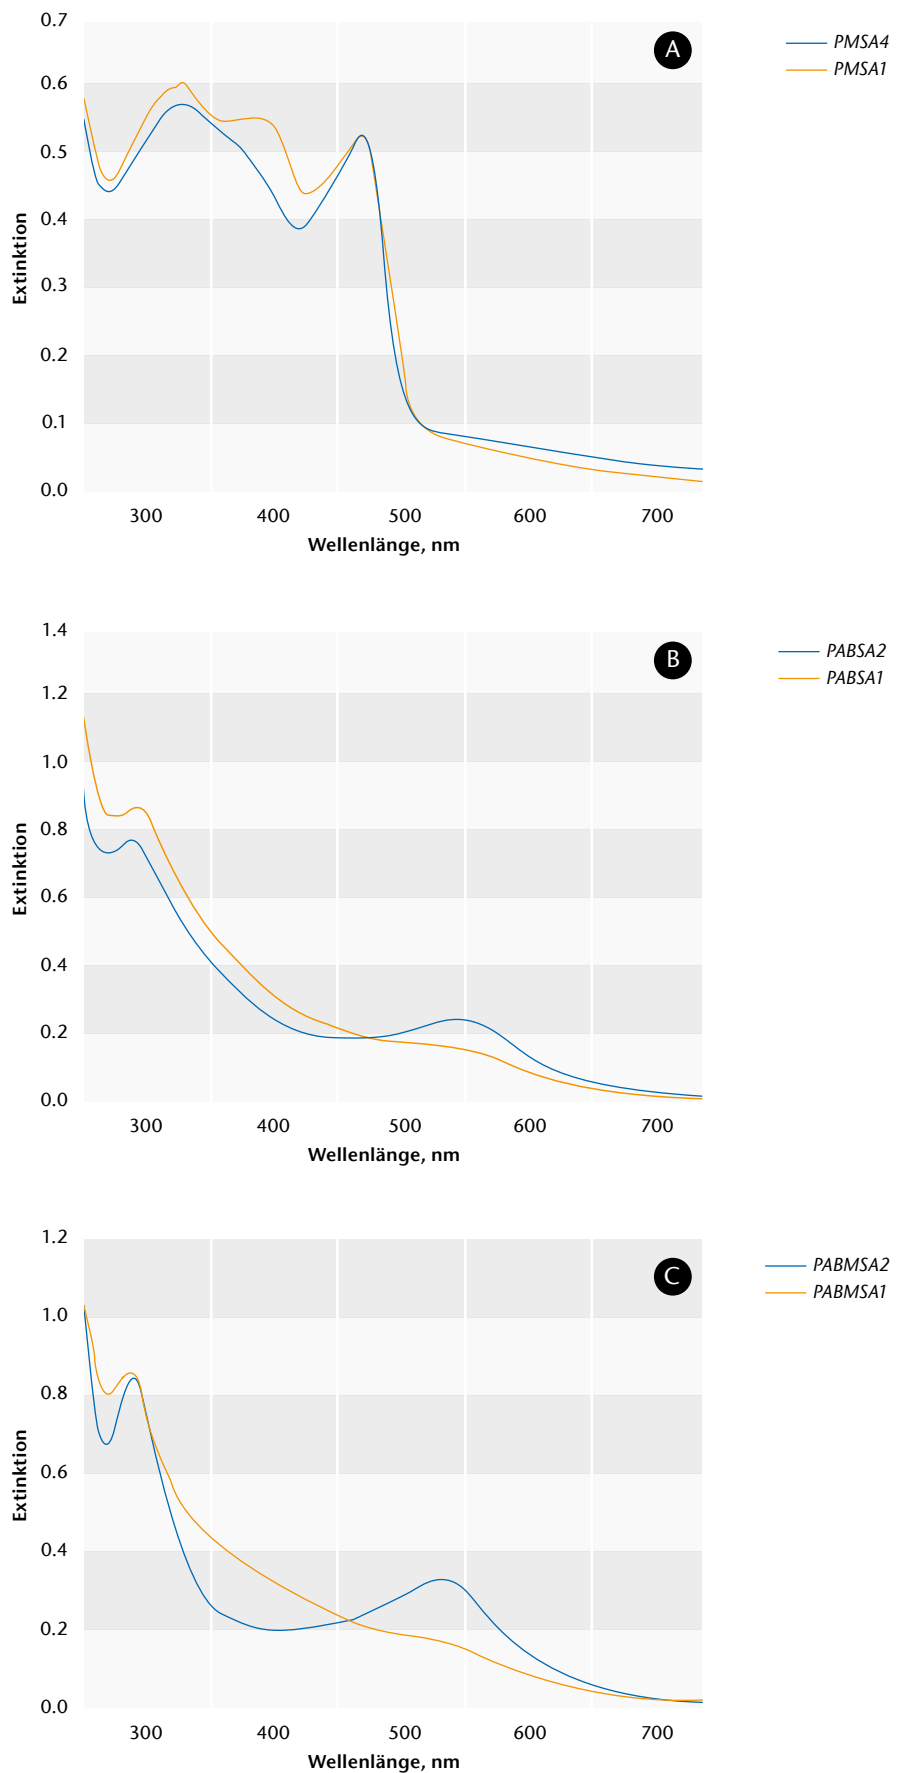 0.7
A
PMSA4
PMSA1
0.6
0.5
0.4
0.3
0.2
0.1
0.0
Extinktion
300 400 500 600 700
Wellenlänge, nm
1.4
B
PABSA2
PABSA1
1.2
1.0
0.8
0.6
0.4
0.2
0.0
Extinktion
300 400 500 600 700
Wellenlänge, nm
1.2
C
PABMSA2
PABMSA1
1.0
0.8
0.6
0.4
0.2
0.0
Extinktion
300 400 500 600 700
Wellenlänge, nm